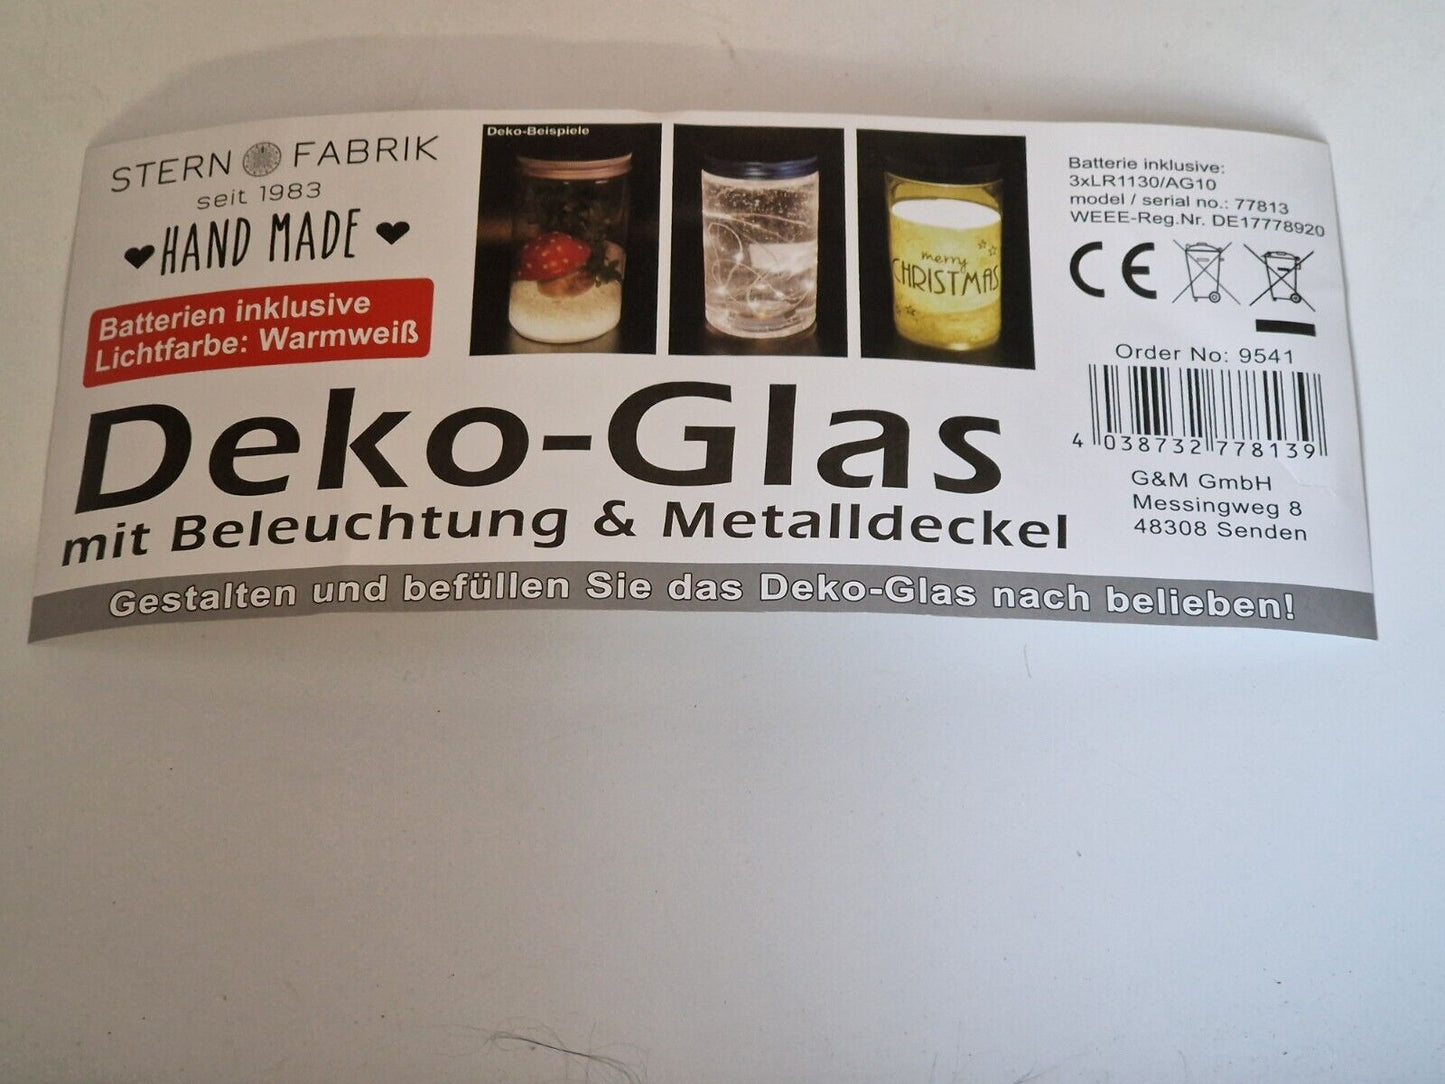 STERN FABRIK
seit 1983
HAND MADE
Batterien inklusive
Lichtfarbe: Warmweiß
Deko-Beispiele
merry
CHRISTMAS
Deko-Glas
mit Beleuchtung & Metalldeckel
Gestalten und befüllen Sie das Deko-Glas nach belieben!
Batterie inklusive:
3xLR1130/AG10
model / serial no.: 77813
WEEE-Reg.Nr. DE17778920
CE
Order No: 9541
4 038732 778139
G&M GmbH
Messingweg 8
48308 Senden